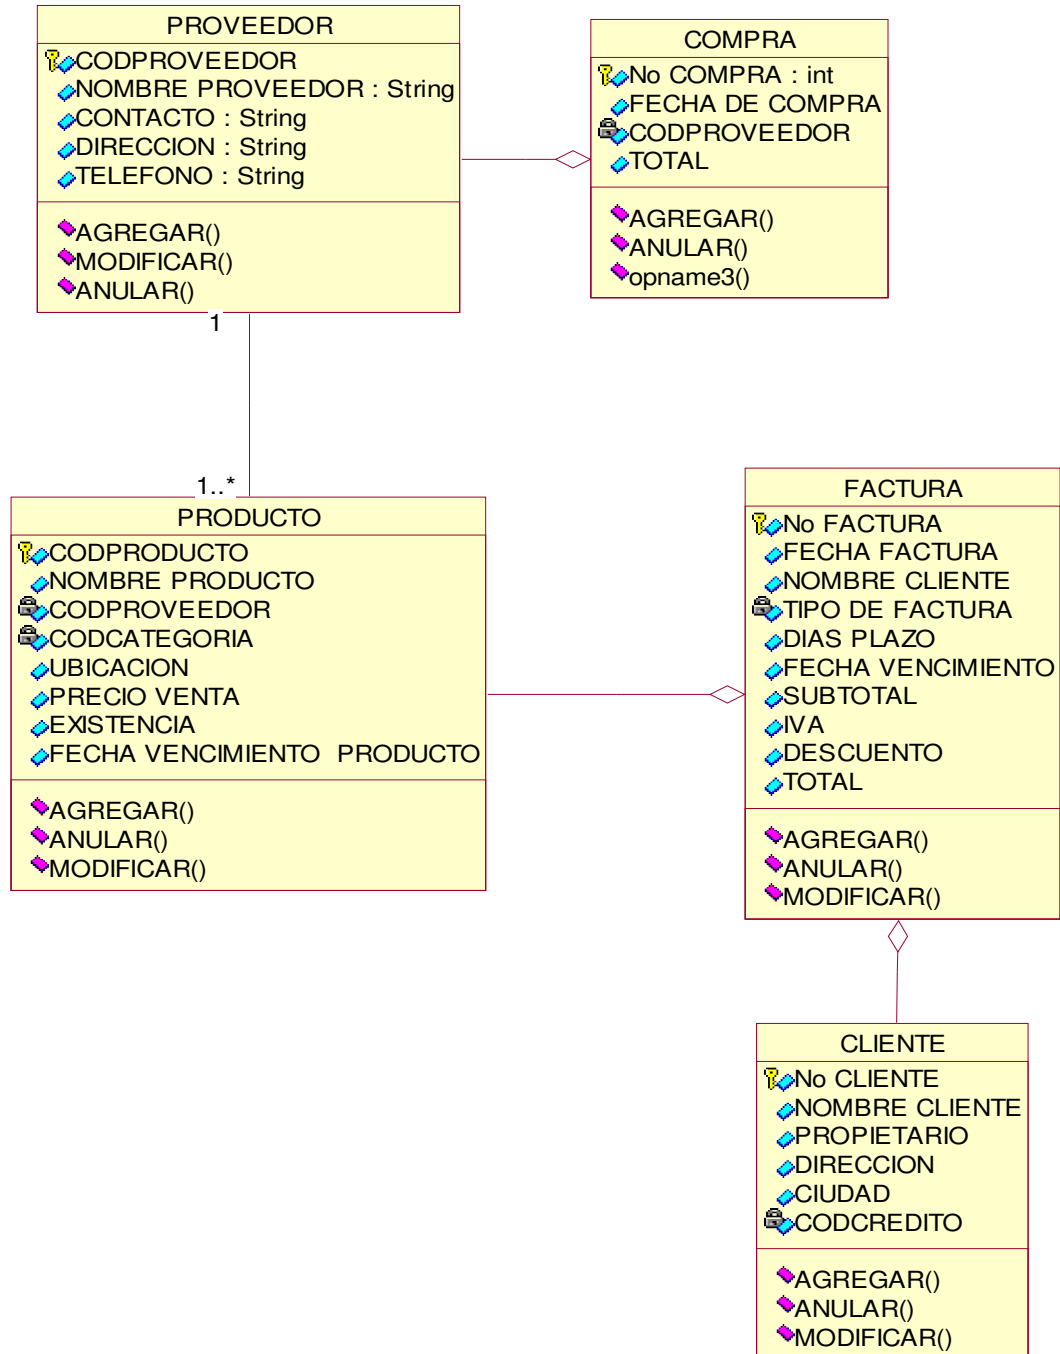 PROVEEDOR
CODPROVEEDOR
NOMBRE PROVEEDOR : String
CONTACTO : String
DIRECCION : String
TELEFONO : String
AGREGAR()
MODIFICAR()
ANULAR()
COMPRA
No COMPRA : int
FECHA DE COMPRA
CODPROVEEDOR
TOTAL
AGREGAR()
ANULAR()
opname3()
1
1..*
PRODUCTO
CODPRODUCTO
NOMBRE PRODUCTO
CODPROVEEDOR
CODCATEGORIA
UBICACION
PRECIO VENTA
EXISTENCIA
FECHA VENCIMIENTO PRODUCTO
AGREGAR()
ANULAR()
MODIFICAR()
FACTURA
No FACTURA
FECHA FACTURA
NOMBRE CLIENTE
TIPO DE FACTURA
DIAS PLAZO
FECHA VENCIMIENTO
SUBTOTAL
IVA
DESCUENTO
TOTAL
AGREGAR()
ANULAR()
MODIFICAR()
CLIENTE
No CLIENTE
NOMBRE CLIENTE
PROPIETARIO
DIRECCION
CIUDAD
CODCREDITO
AGREGAR()
ANULAR()
MODIFICAR()